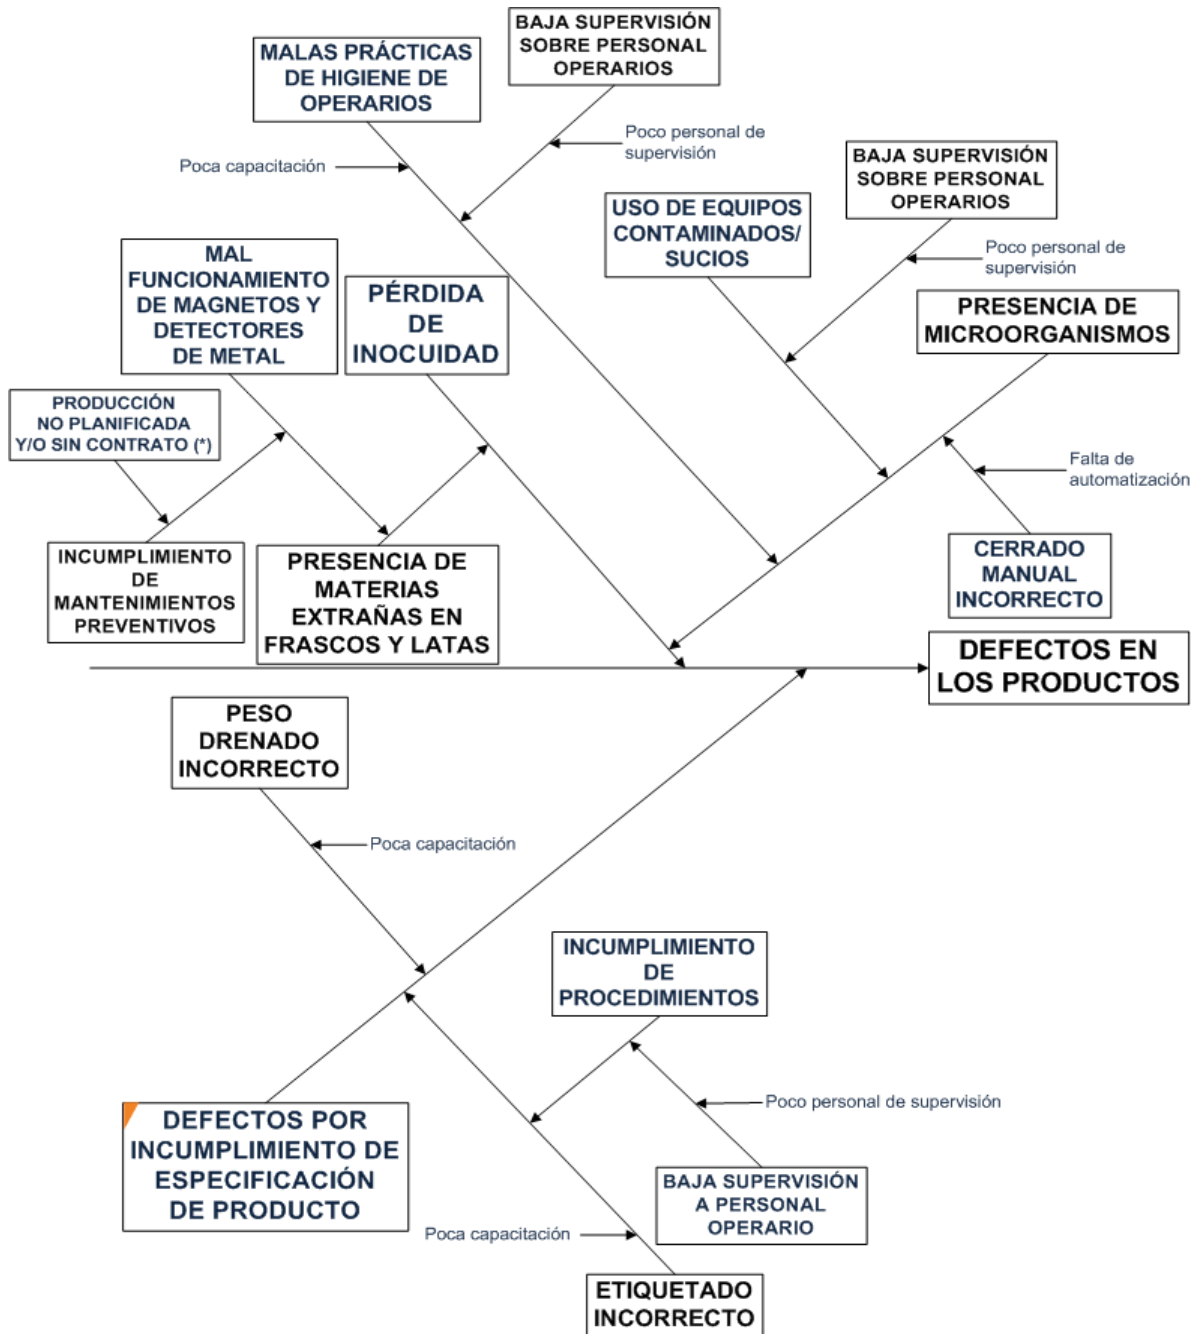 BAJA SUPERVISIÓN
SOBRE PERSONAL
OPERARIOS
MALAS PRÁCTICAS
DE HIGIENE DE
OPERARIOS
Poco personal de
supervisión
Poca capacitación
BAJA SUPERVISIÓN
SOBRE PERSONAL
OPERARIOS
USO DE EQUIPOS
CONTAMINADOS/
SUCIOS
Poco personal de
supervisión
MAL
FUNCIONAMIENTO
DE MAGNETOS Y
DETECTORES
DE METAL
PÉRDIDA
DE
INOCUIDAD
PRESENCIA DE
MICROORGANISMOS
PRODUCCIÓN
NO PLANIFICADA
Y/O SIN CONTRATO (*)
Falta de
automatización
INCUMPLIMIENTO
DE
MANTENIMIENTOS
PREVENTIVOS
PRESENCIA DE
MATERIAS
EXTRAÑAS EN
FRASCOS Y LATAS
CERRADO
MANUAL
INCORRECTO
DEFECTOS EN
LOS PRODUCTOS
PESO
DRENADO
INCORRECTO
Poca capacitación
INCUMPLIMIENTO
DE
PROCEDIMIENTOS
Poco personal de supervisión
DEFECTOS POR
INCUMPLIMIENTO DE
ESPECIFICACIÓN
DE PRODUCTO
BAJA SUPERVISIÓN
A PERSONAL
OPERARIO
Poca capacitación
ETIQUETADO
INCORRECTO